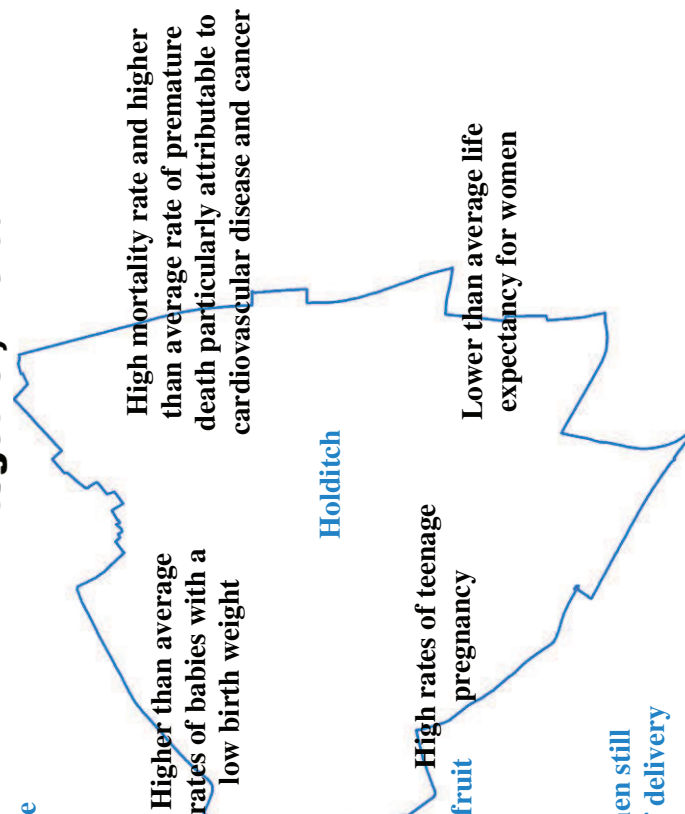 High mortality rate and higher
than average rate of premature
death particularly attributable to
cardiovascular disease and cancer
Lower than average life
expectancy for women
Holditch
Higher than average
rates of babies with a
low birth weight
High rates of teenage
pregnancy
fruit
still
delivery